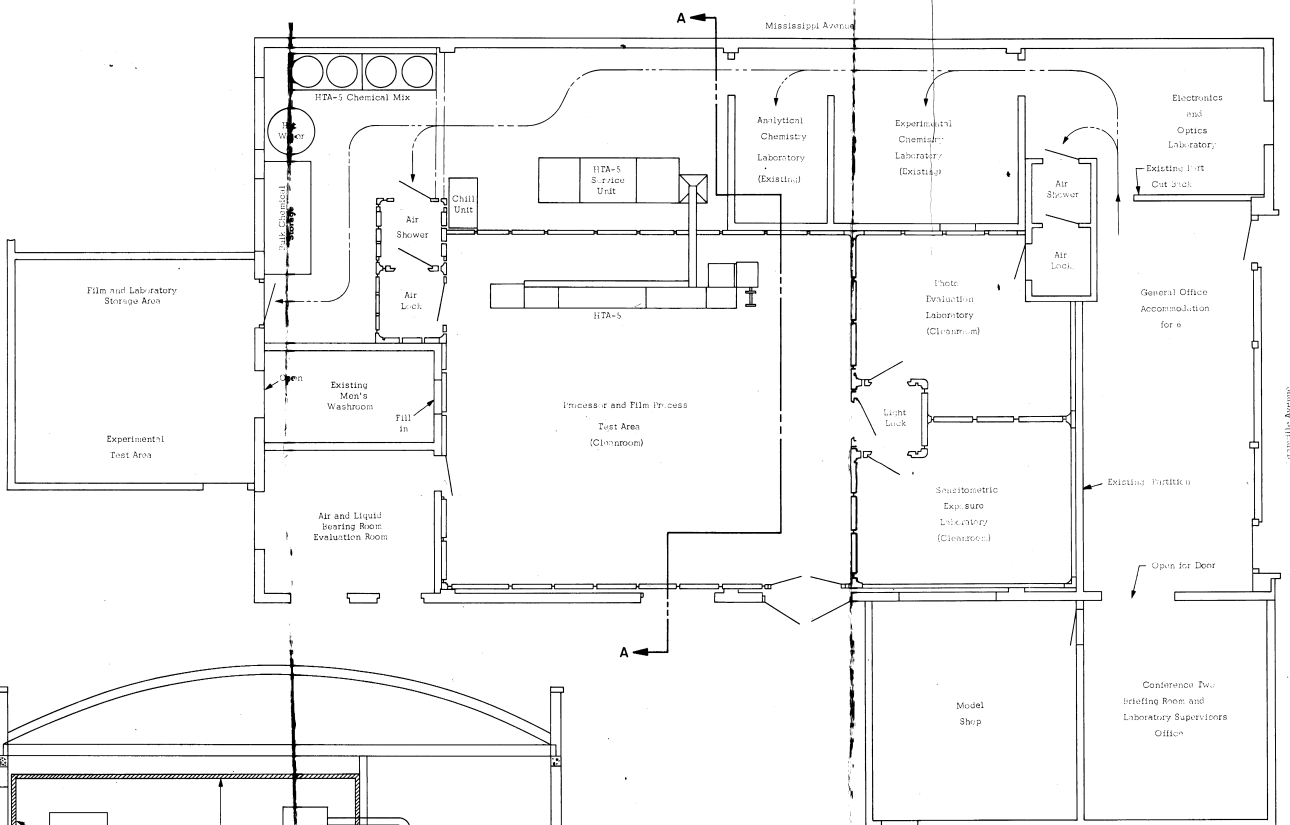 A
Mississippi Avenue
HTA-5 Chemical Mix
Water
Bulk Chemical
Storage
Chill
Unit
HTA-5
Service
Unit
Analytical
Chemistry
Laboratory
(Existing)
Experimental
Chemistry
Laboratory
(Existing)
Electronics
and
Optics
Laboratory
Existing
Cut Back
Air
Shower
Air
Lock
Air
Shower
Air
Lock
Film and Laboratory
Storage Area
Experimental
Test Area
HTA-5
Photo
Evaluation
Laboratory
(Cleanroom)
General Office
Accommodation
for 6
Open
Existing
Men's
Washroom
Fill
in
Processor and Film Process
Test Area
(Cleanroom)
Light
Lock
Existing Partition
Sensitometric
Exposure
Laboratory
(Cleanroom)
Air and Liquid
Bearing Room
Evaluation Room
Open for Door
A
Model
Shop
Conference Two
Briefing Room and
Laboratory Supervisors
Office